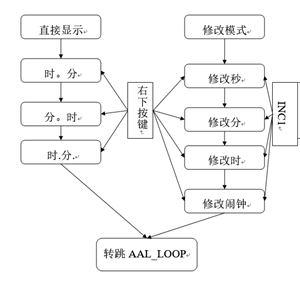 直接显示
修改模式
时。分
分。时
时.分.
右下按键
修改秒
修改分
修改时
修改闹钟
INC1
转跳 AAL_LOOP